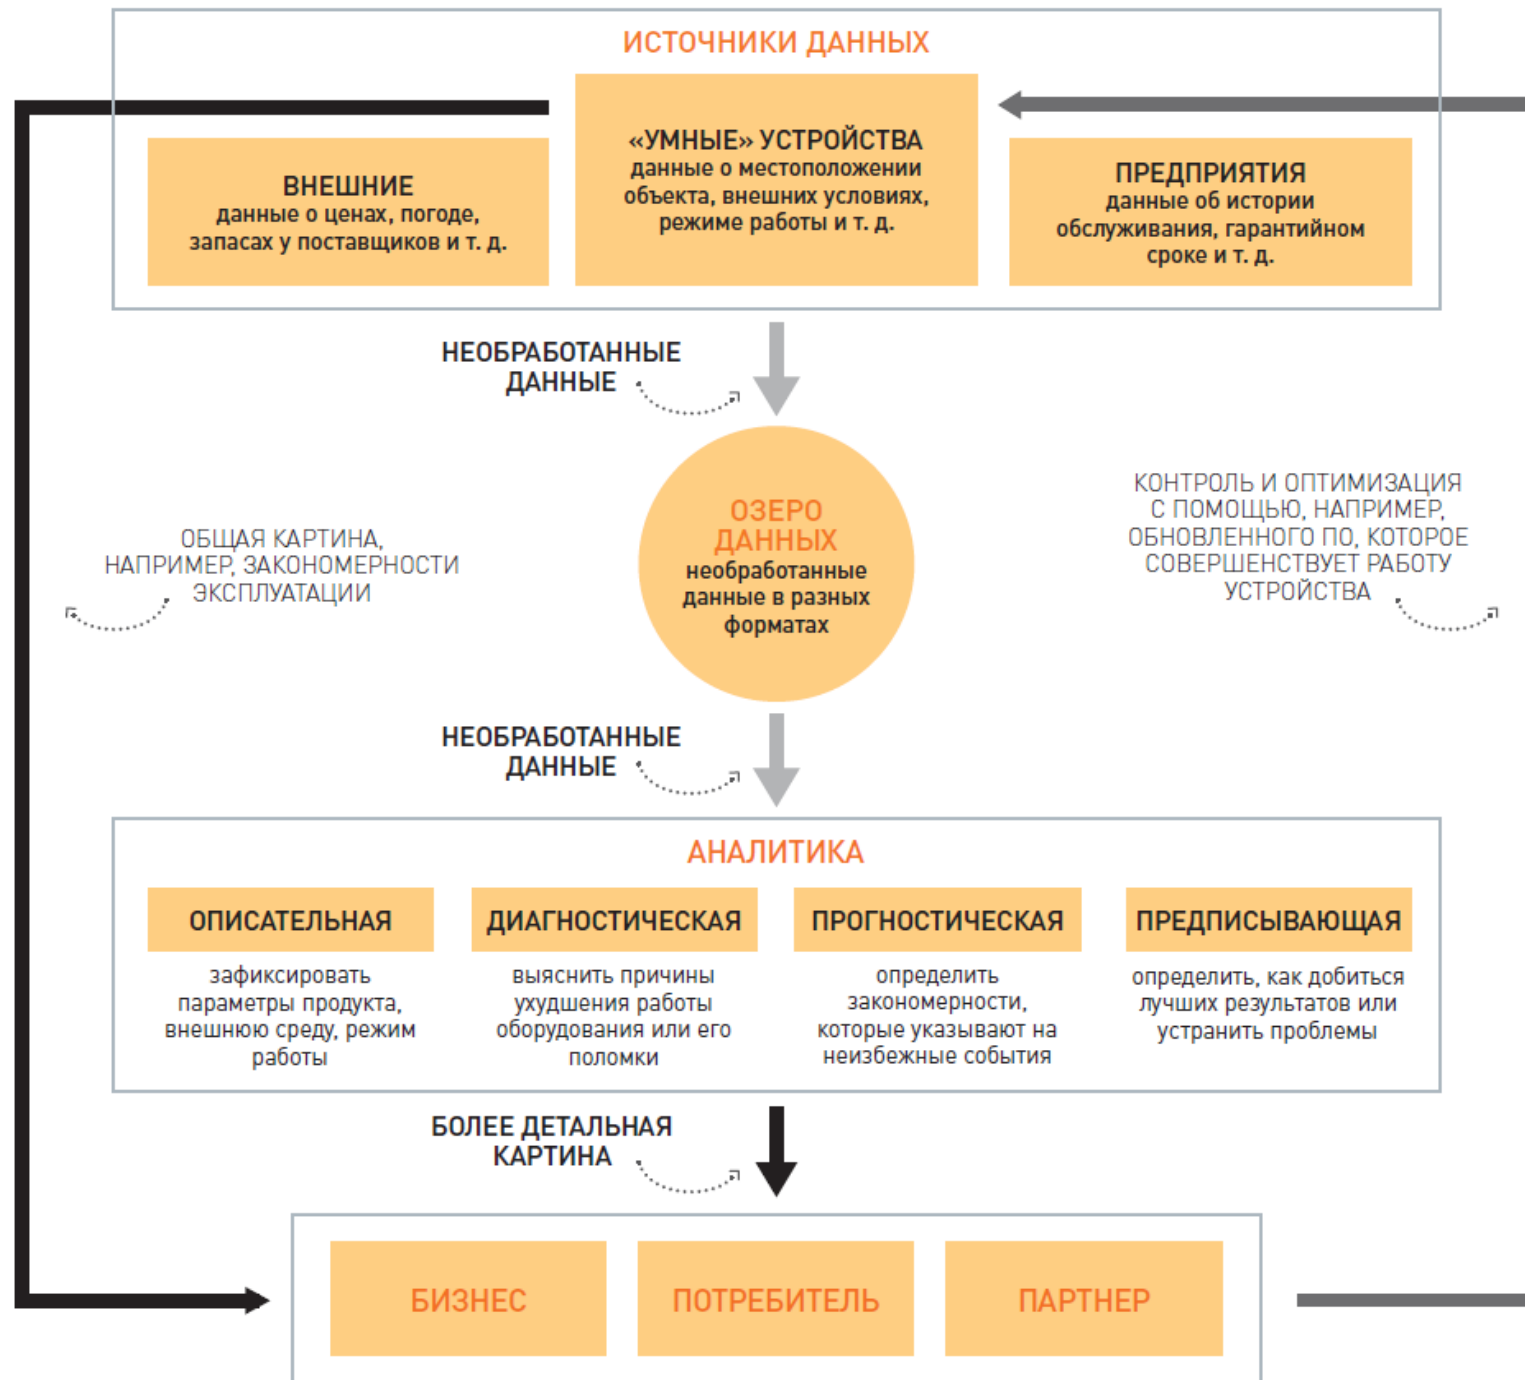 ИСТОЧНИКИ ДАННЫХ
ВНЕШНИЕ
данные о ценах, погоде,
запасах у поставщиков и т. д.
«УМНЫЕ» УСТРОЙСТВА
данные о местоположении
объекта, внешних условиях,
режиме работы и т. д.
ПРЕДПРИЯТИЯ
данные об истории
обслуживания, гарантийном
сроке и т. д.
НЕОБРАБОТАННЫЕ
ДАННЫЕ
ОБЩАЯ КАРТИНА,
НАПРИМЕР, ЗАКОНОМЕРНОСТИ
ЭКСПЛУАТАЦИИ
ОЗЕРО
ДАННЫХ
необработанные
данные в разных
форматах
КОНТРОЛЬ И ОПТИМИЗАЦИЯ
С ПОМОЩЬЮ, НАПРИМЕР,
ОБНОВЛЕННОГО ПО, КОТОРОЕ
СОВЕРШЕНСТВУЕТ РАБОТУ
УСТРОЙСТВА
НЕОБРАБОТАННЫЕ
ДАННЫЕ
АНАЛИТИКА
ОПИСАТЕЛЬНАЯ
зафиксировать
параметры продукта,
внешнюю среду, режим
работы
ДИАГНОСТИЧЕСКАЯ
выяснить причины
ухудшения работы
оборудования или его
поломки
ПРОГНОСТИЧЕСКАЯ
определить
закономерности,
которые указывают на
неизбежные события
ПРЕДПИСЫВАЮЩАЯ
определить, как добиться
лучших результатов или
устранить проблемы
БОЛЕЕ ДЕТАЛЬНАЯ
КАРТИНА
БИЗНЕС
ПОТРЕБИТЕЛЬ
ПАРТНЕР